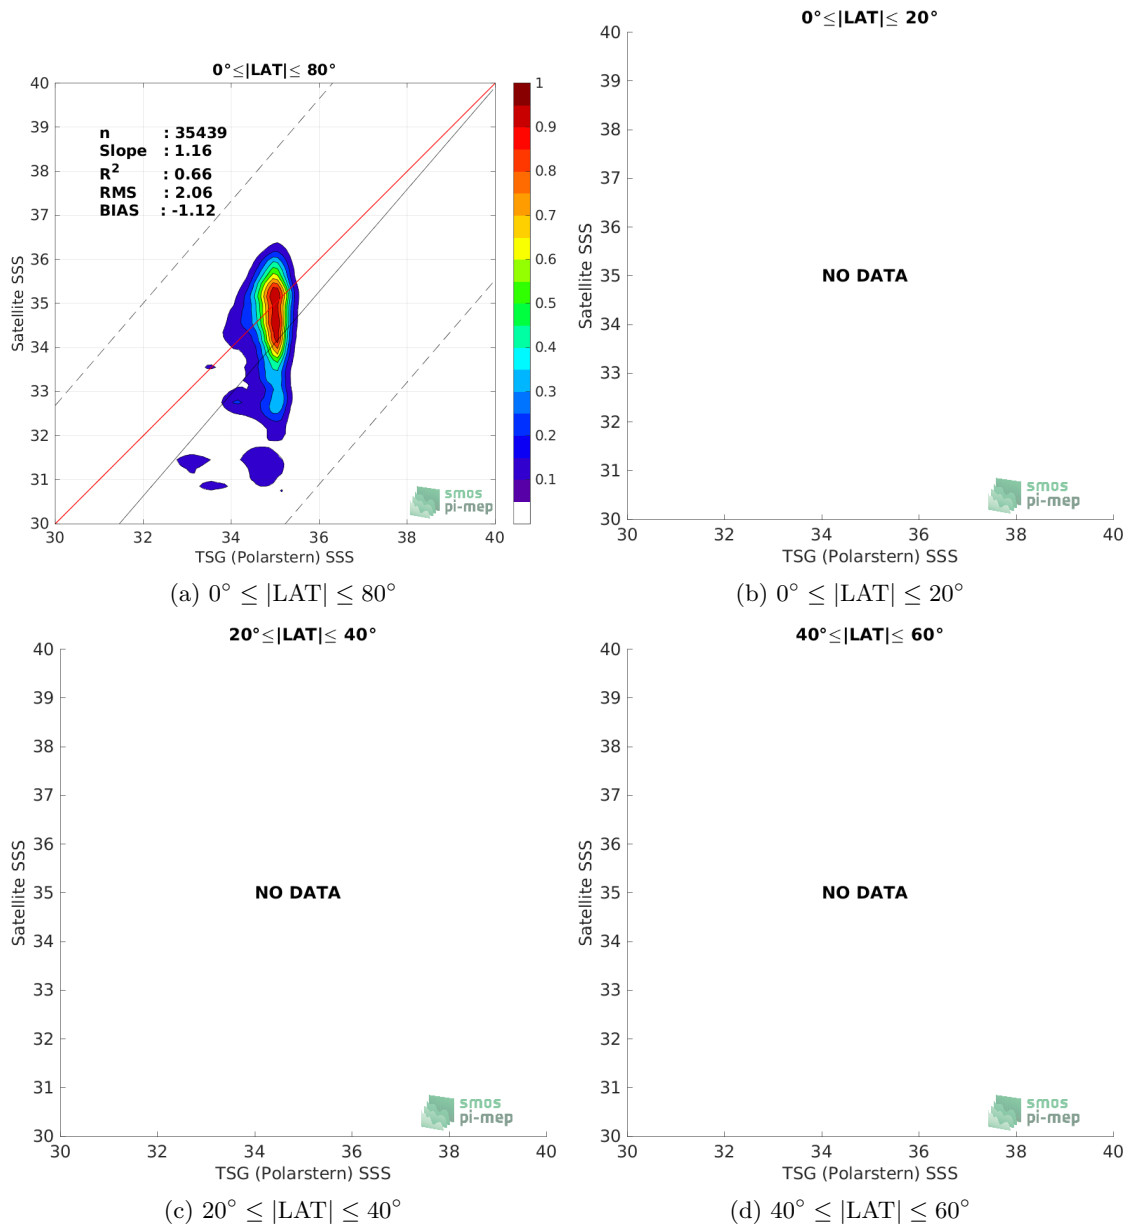 0°≤|LAT|≤ 80°
40
39
38
37
36
35
34
33
32
31
30
Satellite SSS
n : 35439
Slope : 1.16
R² : 0.66
RMS : 2.06
BIAS : -1.12
1
0.9
0.8
0.7
0.6
0.5
0.4
0.3
0.2
0.1
smos
pi-mep
30 32 34 36 38 40
TSG (Polarstern) SSS
(a) 0° ≤ |LAT| ≤ 80°
0°≤|LAT|≤ 20°
40
39
38
37
36
35
34
33
32
31
30
Satellite SSS
NO DATA
smos
pi-mep
30 32 34 36 38 40
TSG (Polarstern) SSS
(b) 0° ≤ |LAT| ≤ 20°
20°≤|LAT|≤ 40°
40
39
38
37
36
35
34
33
32
31
30
Satellite SSS
NO DATA
smos
pi-mep
30 32 34 36 38 40
TSG (Polarstern) SSS
(c) 20° ≤ |LAT| ≤ 40°
40°≤|LAT|≤ 60°
40
39
38
37
36
35
34
33
32
31
30
Satellite SSS
NO DATA
smos
pi-mep
30 32 34 36 38 40
TSG (Polarstern) SSS
(d) 40° ≤ |LAT| ≤ 60°